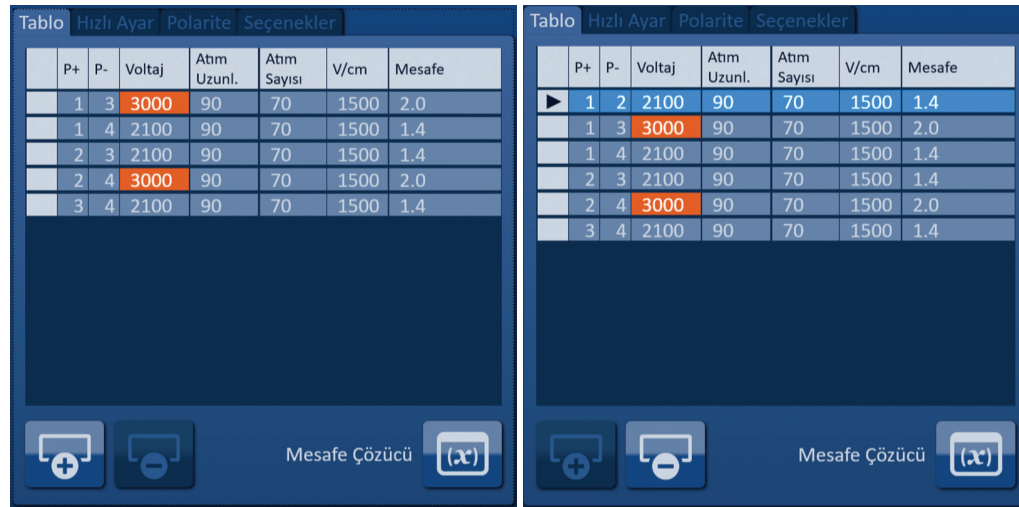 Tablo Hızlı Ayar Polarite Seçenekler
P+ P- Voltaj Atım Uzunl. Atım Sayısı V/cm Mesafe
1 3 3000 90 70 1500 2.0
1 4 2100 90 70 1500 1.4
2 3 2100 90 70 1500 1.4
2 4 3000 90 70 1500 2.0
3 4 2100 90 70 1500 1.4
Mesafe Çözücü (x)
Tablo Hızlı Ayar Polarite Seçenekler
P+ P- Voltaj Atım Uzunl. Atım Sayısı V/cm Mesafe
1 2 2100 90 70 1500 1.4
1 3 3000 90 70 1500 2.0
1 4 2100 90 70 1500 1.4
2 3 2100 90 70 1500 1.4
2 4 3000 90 70 1500 2.0
3 4 2100 90 70 1500 1.4
Mesafe Çözücü (x)